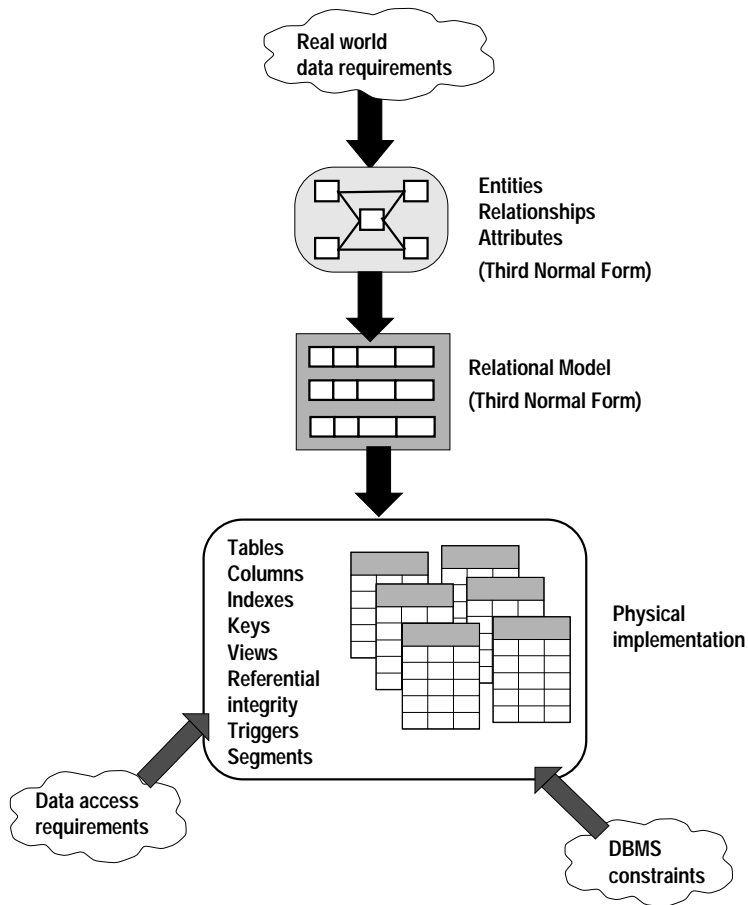 Real world
data requirements
Entities
Relationships
Attributes
(Third Normal Form)
Relational Model
(Third Normal Form)
Tables
Columns
Indexes
Keys
Views
Referential
integrity
Triggers
Segments
Physical
implementation
Data access
requirements
DBMS
constraints